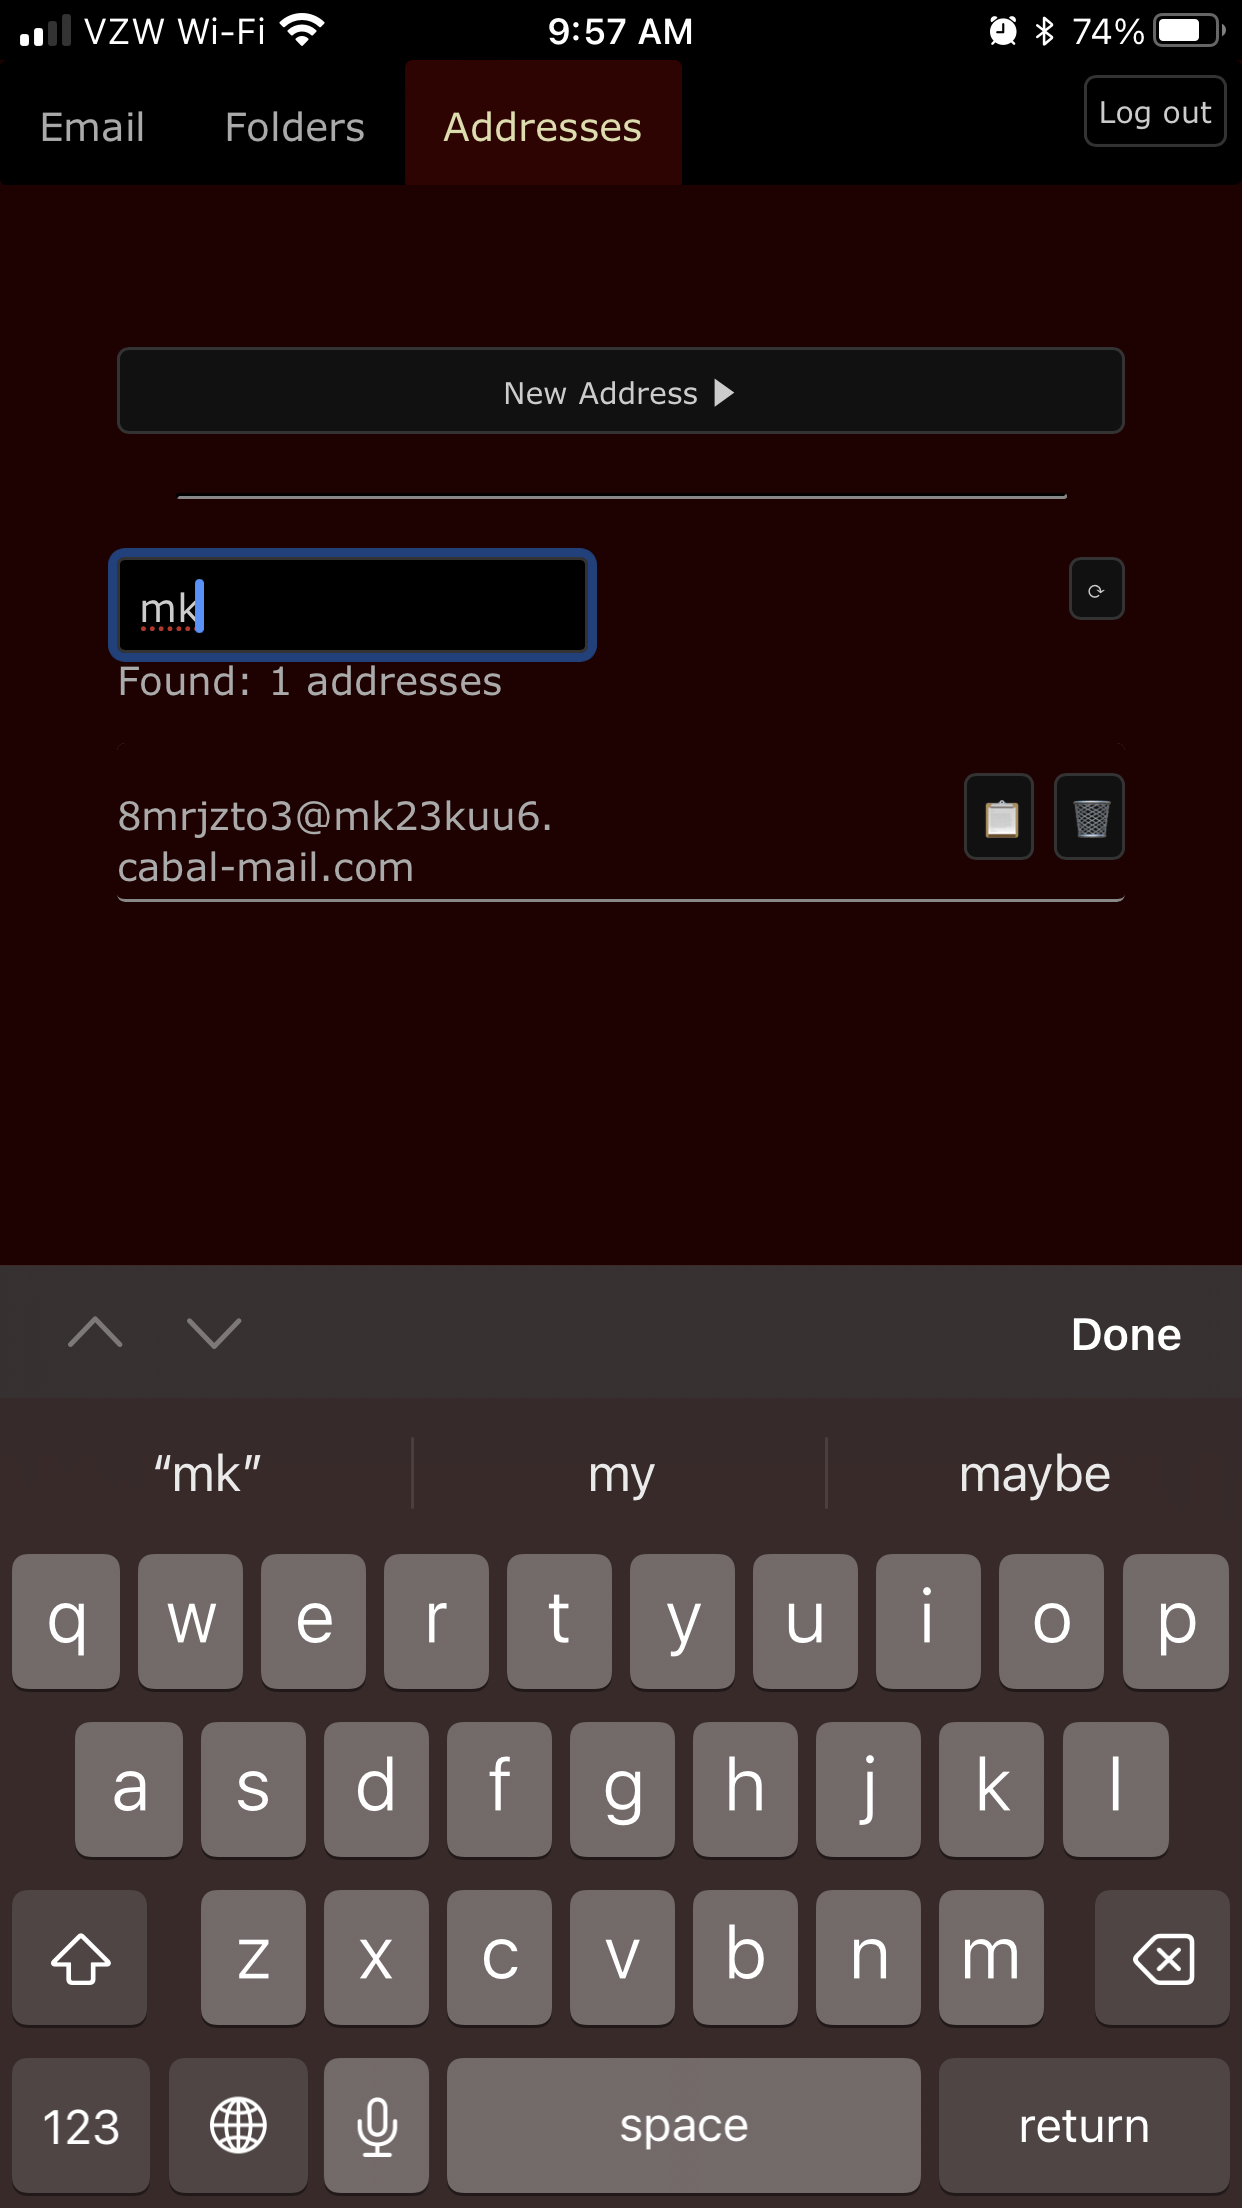 VZW Wi-Fi 9:57 AM 74%
Email Folders Addresses Log out
New Address
mk
Found: 1 addresses
8mrjzto3@mk23kuu6.
cabal-mail.com
Done
“mk” my maybe
q w e r t y u i o p
a s d f g h j k l
z x c v b n m
123 space return